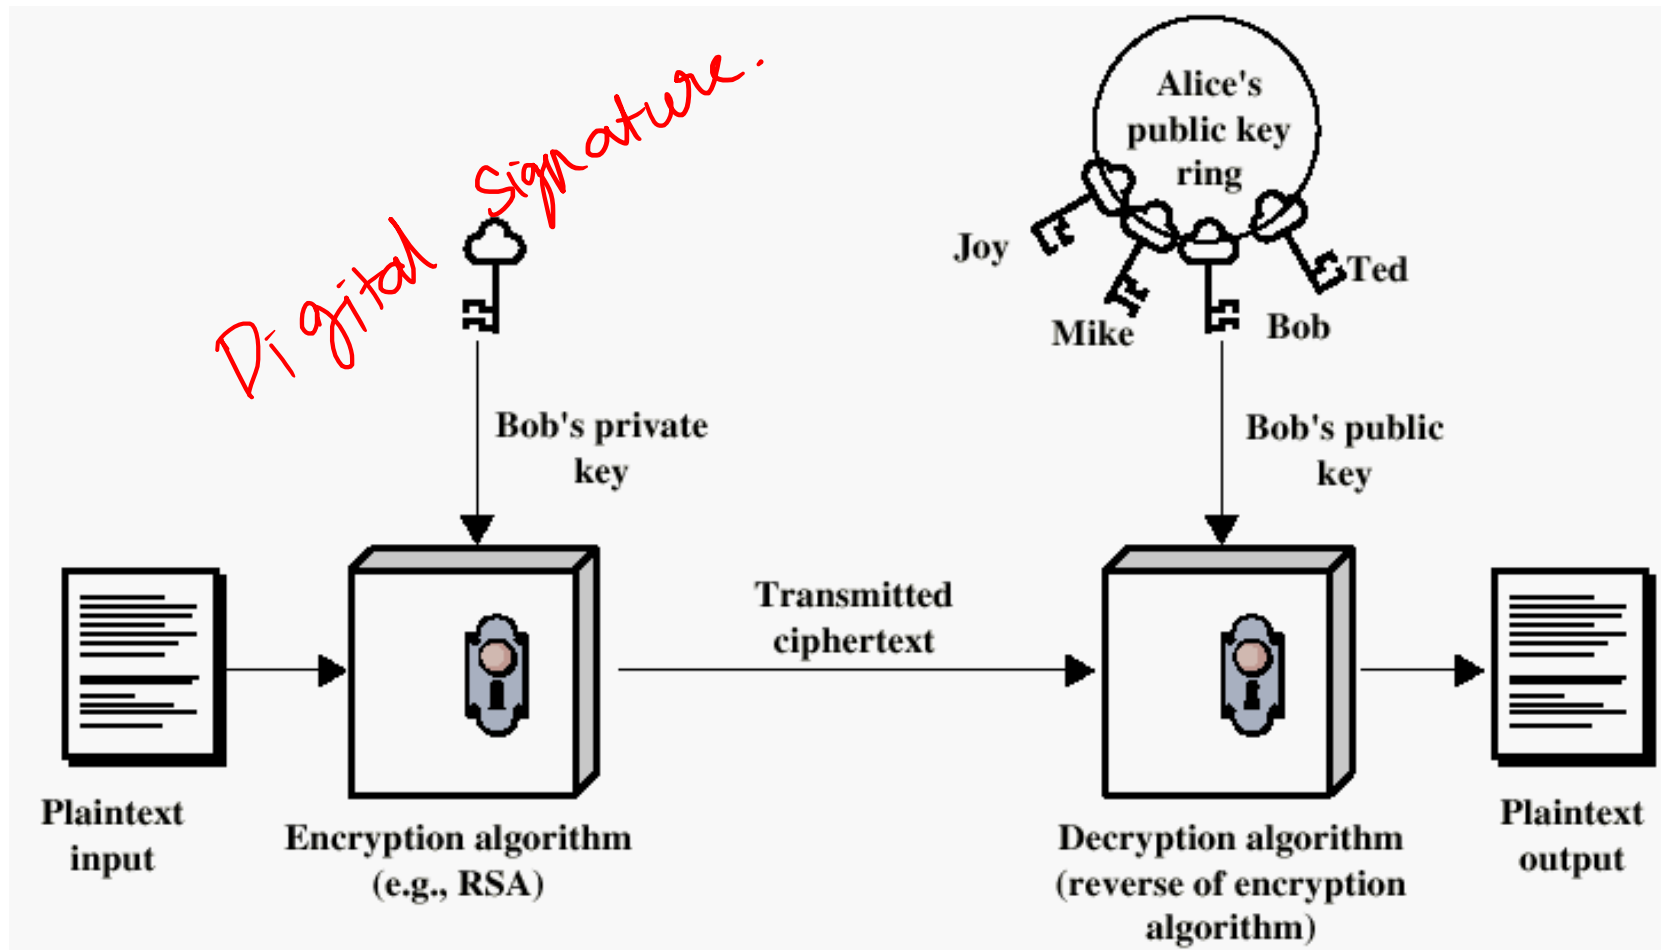 Digital Signature.
Alice's
public key
ring
Joy
Mike
Bob
Ted
Bob's private
key
Bob's public
key
Transmitted
ciphertext
Plaintext
input
Encryption algorithm
(e.g., RSA)
Decryption algorithm
(reverse of encryption
algorithm)
Plaintext
output